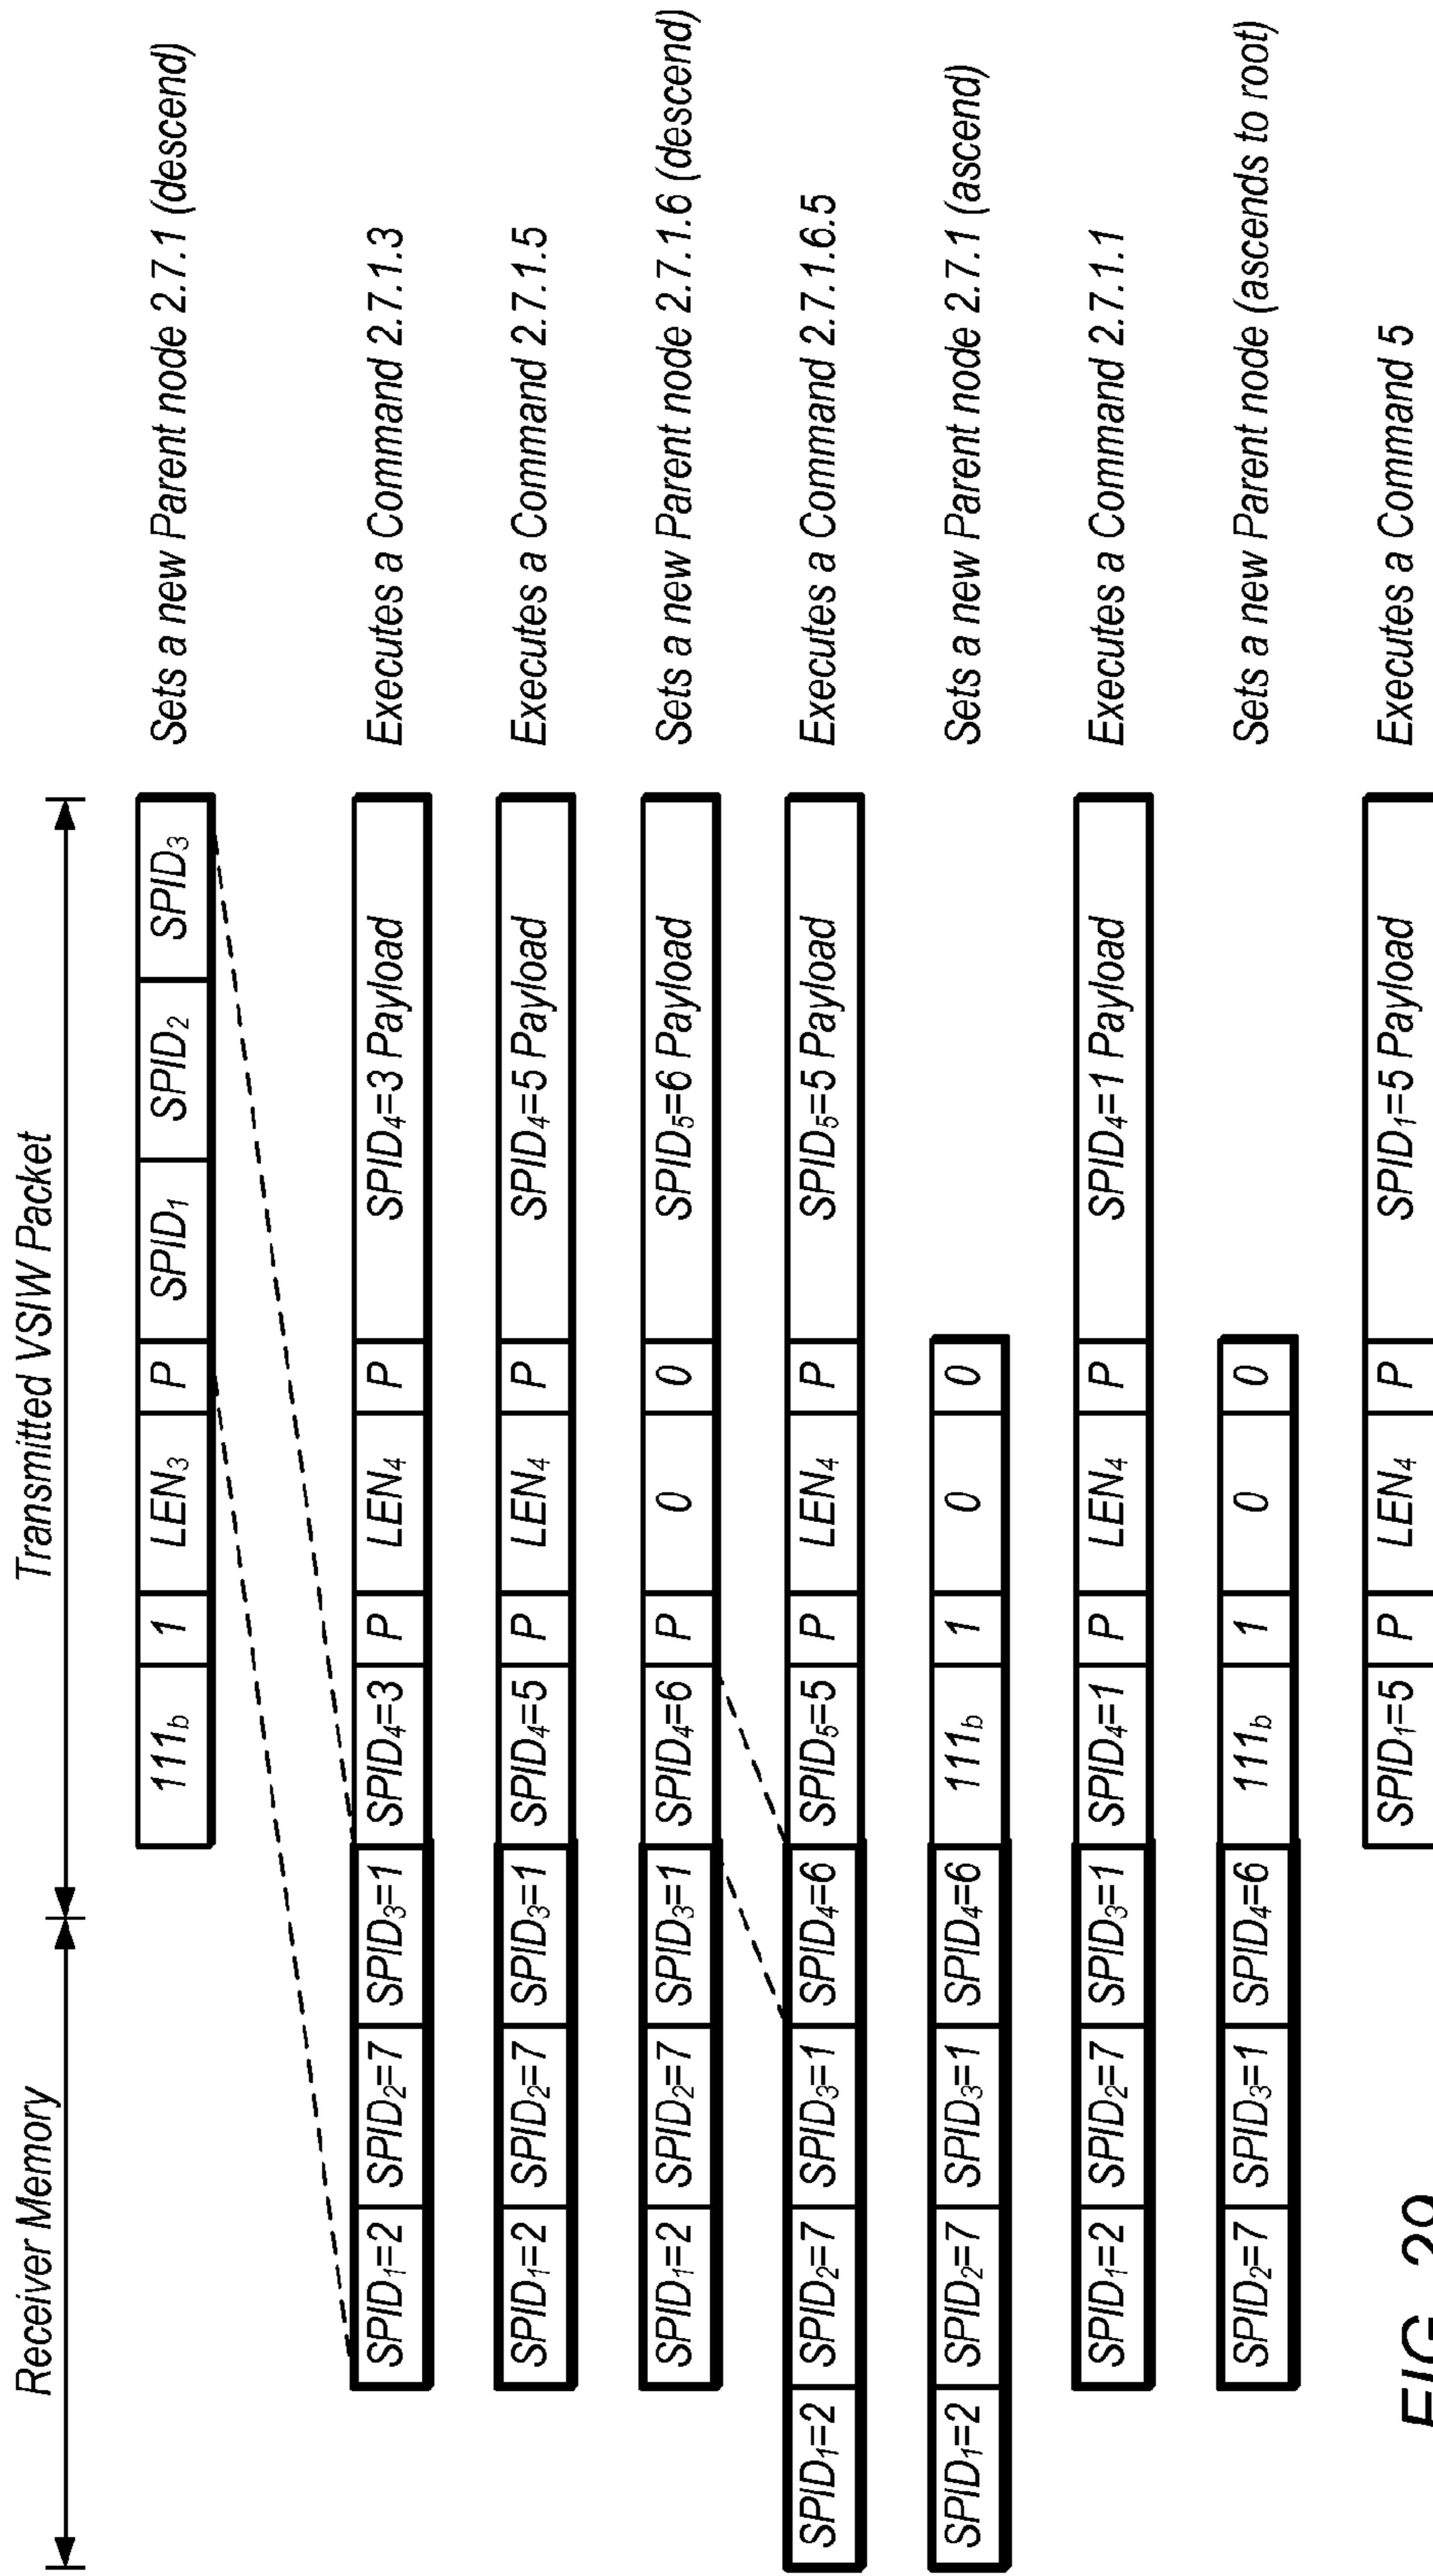 Receiver Memory Transmitted VSIW Packet
111b 1 LEN3 P SPID1 SPID2 SPID3 Sets a new Parent node 2.7.1 (descend)
SPID1=2 SPID2=7 SPID3=1 SPID4=3 P LEN4 P SPID4=3 Payload Executes a Command 2.7.1.3
SPID1=2 SPID2=7 SPID3=1 SPID4=5 P LEN4 P SPID4=5 Payload Executes a Command 2.7.1.5
SPID1=2 SPID2=7 SPID3=1 SPID4=6 P 0 0 SPID5=6 Payload Sets a new Parent node 2.7.1.6 (descend)
SPID1=2 SPID2=7 SPID3=1 SPID4=6 SPID5=5 P LEN4 P SPID5=5 Payload Executes a Command 2.7.1.6.5
SPID1=2 SPID2=7 SPID3=1 SPID4=6 111b 1 0 0 Sets a new Parent node 2.7.1 (ascend)
SPID1=2 SPID2=7 SPID3=1 SPID4=1 P LEN4 P SPID4=1 Payload Executes a Command 2.7.1.1
SPID2=7 SPID3=1 SPID4=6 111b 1 0 0 Sets a new Parent node (ascends to root)
SPID1=5 P LEN4 P SPID1=5 Payload Executes a Command 5
FIG. 29